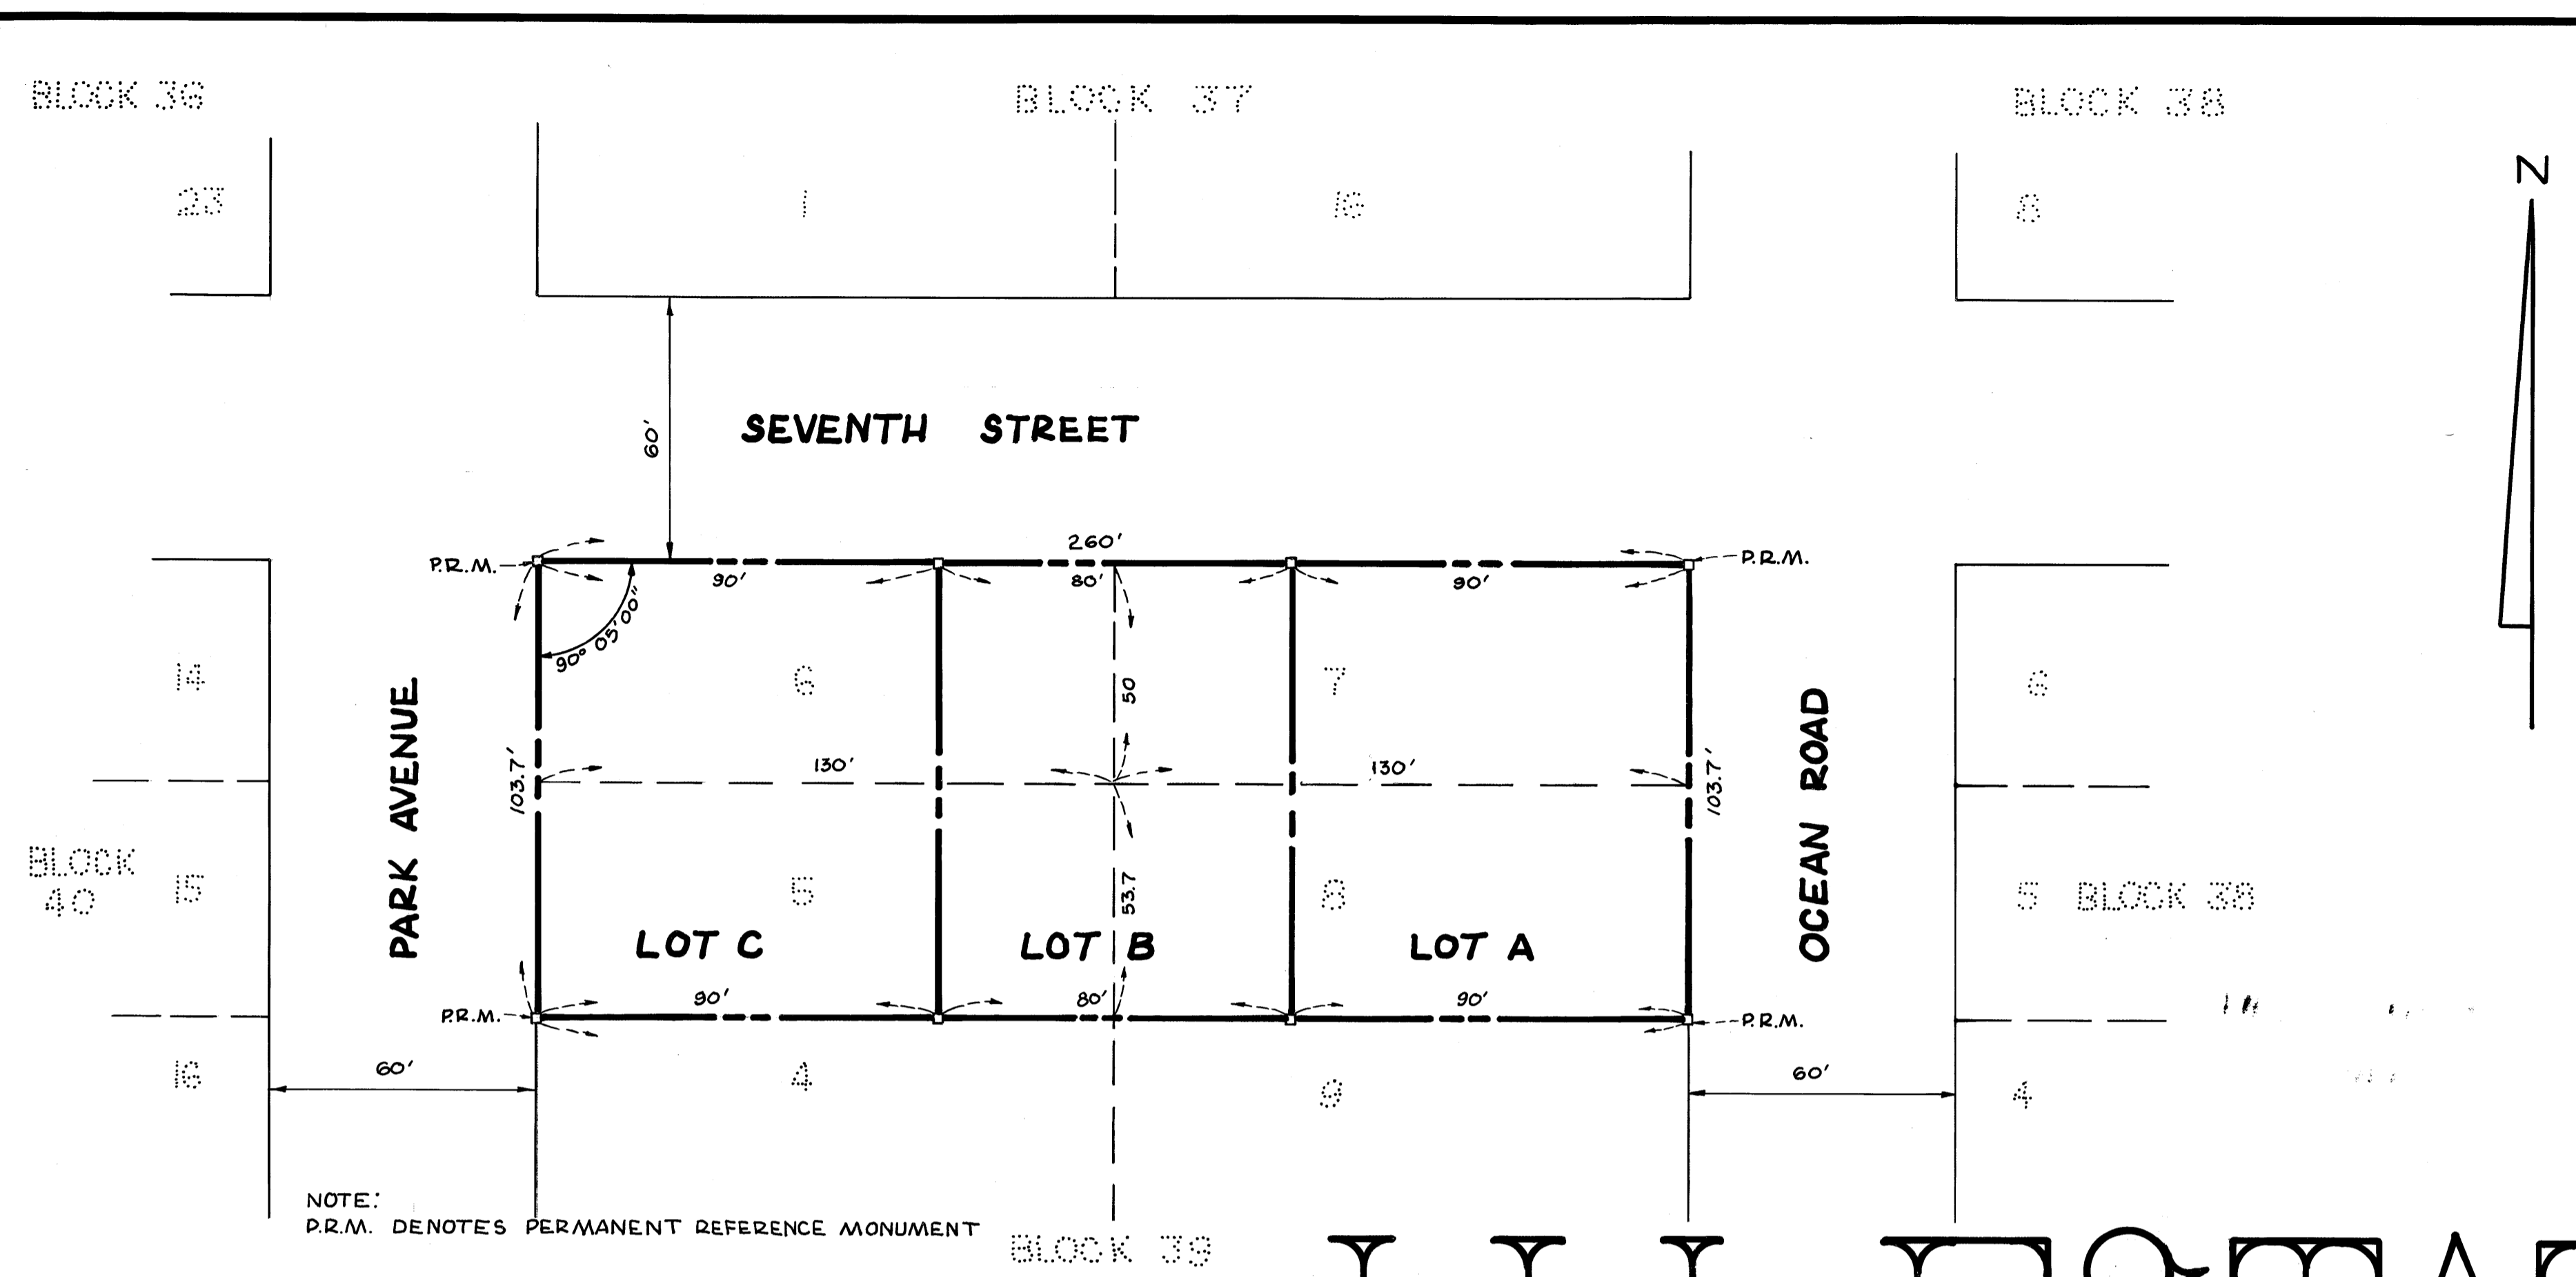 BLOCK 36
BLOCK 37
BLOCK 38
N
23
1
16
8
60'
SEVENTH STREET
260'
P.R.M.
P.R.M.
90'
80'
90'
90° 05' 00"
14
6
50
7
6
PARK AVENUE
103.7'
130'
130'
103.7'
OCEAN ROAD
BLOCK
40
15
5
53.7
8
5
BLOCK 38
LOT C
LOT B
LOT A
90'
80'
90'
P.R.M.
P.R.M.
60'
60'
16
4
9
4
NOTE:
P.R.M. DENOTES PERMANENT REFERENCE MONUMENT
BLOCK 39